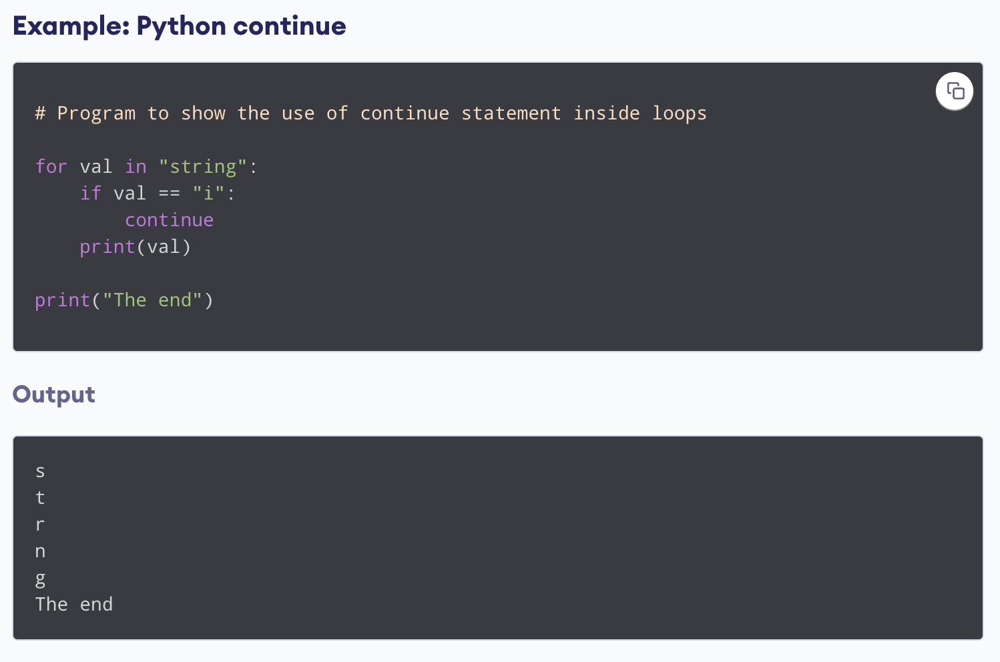 Example: Python continue
# Program to show the use of continue statement inside loops
for val in "string":
    if val == "i":
        continue
    print(val)
print("The end")
Output
s
t
r
n
g
The end